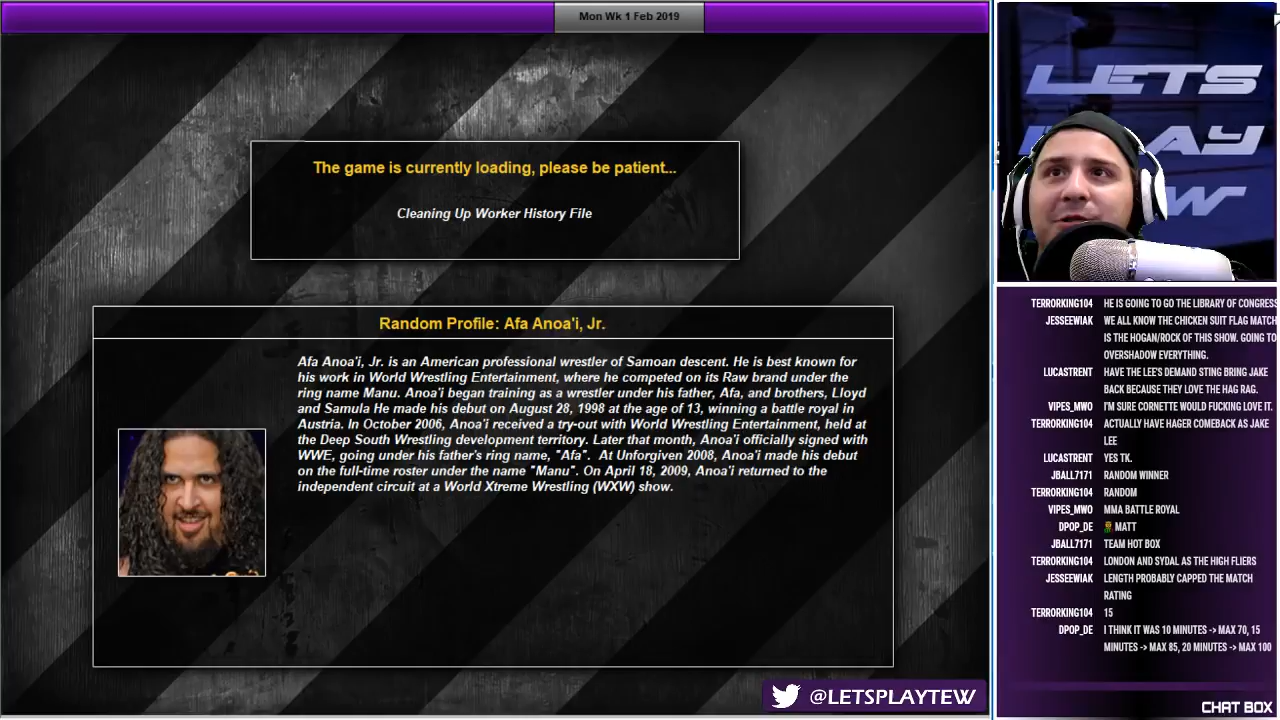 Mon Wk 1 Feb 2019
The game is currently loading, please be patient...
Cleaning Up Worker History File
Random Profile: Afa Anoa'i, Jr.
Afa Anoa'i, Jr. is an American professional wrestler of Samoan descent. He is best known for
his work in World Wrestling Entertainment, where he competed on its Raw brand under the
ring name Manu. Anoa'i began training as a wrestler under his father, Afa, and brothers, Lloyd
and Samula He made his debut on August 28, 1998 at the age of 13, winning a battle royal in
Austria. In October 2006, Anoa'i received a try-out with World Wrestling Entertainment, held at
the Deep South Wrestling development territory. Later that month, Anoa'i officially signed with
WWE, going under his father's ring name, "Afa".  At Unforgiven 2008, Anoa'i made his debut
on the full-time roster under the name "Manu". On April 18, 2009, Anoa'i returned to the
independent circuit at a World Xtreme Wrestling (WXW) show.
@LETSPLAYTEW
LETS
PLAY
TERRORKING104 HE IS GOING TO GO THE LIBRARY OF CONGRESS
JESSEEWIAK WE ALL KNOW THE CHICKEN SUIT FLAG MATCH
IS THE HOGAN/ROCK OF THIS SHOW. GOING TO
OVERSHADOW EVERYTHING.
LUCASTRENT HAVE THE LEE'S DEMAND STING BRING JAKE
BACK BECAUSE THEY LOVE THE HAG RAG.
VIPES_MWO I'M SURE CORNETTE WOULD FUCKING LOVE IT.
TERRORKING104 ACTUALLY HAVE HAGER COMEBACK AS JAKE
LEE
LUCASTRENT YES TK.
JBALL7171 RANDOM WINNER
TERRORKING104 RANDOM
VIPES_MWO MMA BATTLE ROYAL
DPOP_DE MATT
JBALL7171 TEAM HOT BOX
TERRORKING104 LONDON AND SYDAL AS THE HIGH FLIERS
JESSEEWIAK LENGTH PROBABLY CAPPED THE MATCH
RATING
TERRORKING104 15
DPOP_DE I THINK IT WAS 10 MINUTES -> MAX 70, 15
MINUTES -> MAX 85, 20 MINUTES -> MAX 100
CHAT BOX